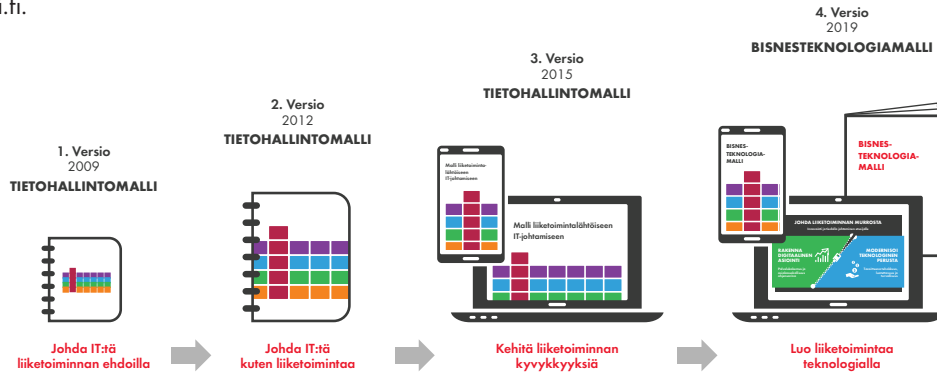 .fi.
1. Versio
2009
TIETOHALLINTOMALLI
Johda IT:tä
liiketoiminnan ehdoilla
2. Versio
2012
TIETOHALLINTOMALLI
Johda IT:tä
kuten liiketoimintaa
3. Versio
2015
TIETOHALLINTOMALLI
Malli liiketoiminta-
lähtöiseen
IT-johtamiseen
Malli liiketoimintalähtöiseen
IT-johtamiseen
Kehitä liiketoiminnan
kyvykkyyksiä
4. Versio
2019
BISNESTEKNOLOGIAMALLI
BISNES-
TEKNOLOGIA-
MALLI
BISNES-
TEKNOLOGIA-
MALLI
JOHDA LIIKETOIMINNAN MURROSTA
RAKENNA
DIGITAALINEN
ASIOINTI
MODERNISOI
TEKNOLOGINEN
PERUSTA
Luo liiketoimintaa
teknologialla